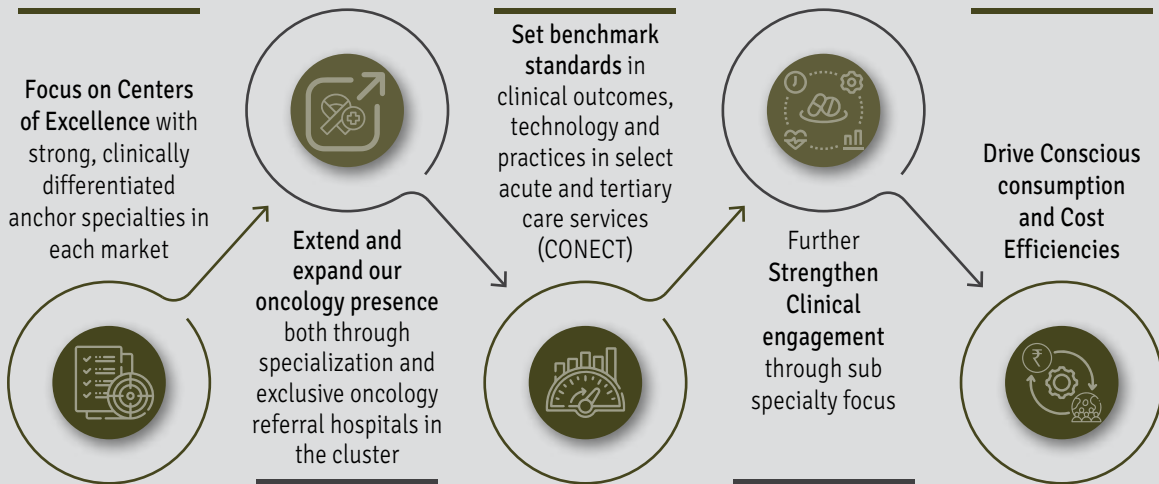 Focus on Centers
of Excellence with
strong, clinically
differentiated
anchor specialties in
each market
Extend and
expand our
oncology presence
both through
specialization and
exclusive oncology
referral hospitals in
the cluster
Set benchmark
standards in
clinical outcomes,
technology and
practices in select
acute and tertiary
care services
(CONECT)
Further
Strengthen
Clinical
engagement
through sub
specialty focus
Drive Conscious
consumption
and Cost
Efficiencies
₹